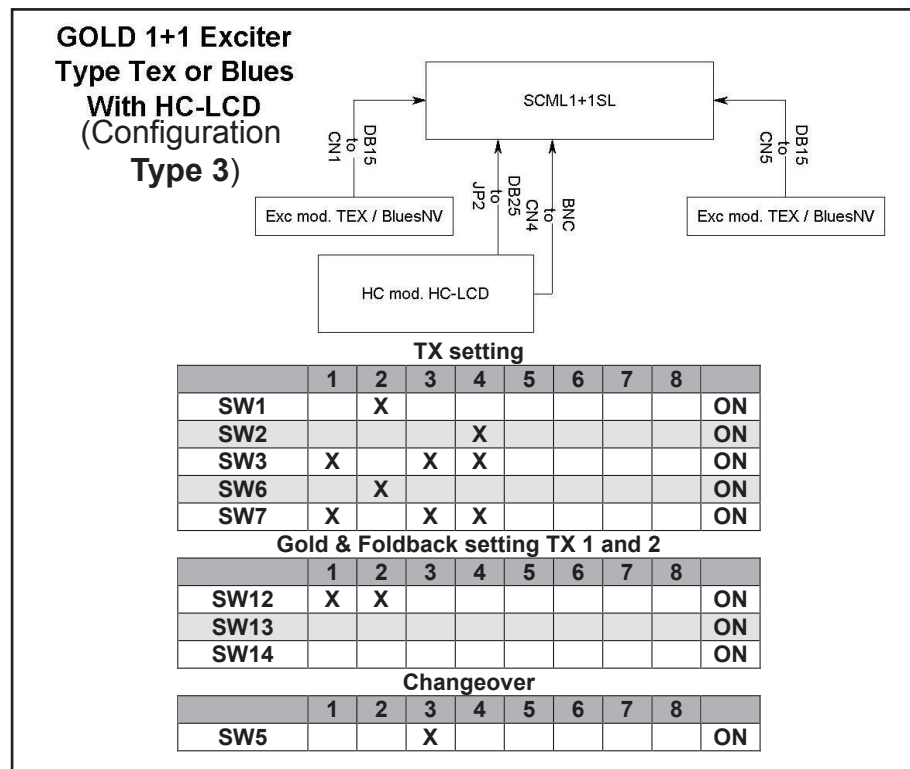 GOLD 1+1 Exciter
Type Tex or Blues
With HC-LCD
(Configuration
Type 3)
SCML1+1SL
DB15
to
CN1
DB15
to
CN5
Exc mod. TEX / BluesNV
DB25
to
JP2
BNC
to
CN4
Exc mod. TEX / BluesNV
HC mod. HC-LCD
TX setting
1 2 3 4 5 6 7 8
SW1 X ON
SW2 X ON
SW3 X X X ON
SW6 X ON
SW7 X X X ON
Gold & Foldback setting TX 1 and 2
1 2 3 4 5 6 7 8
SW12 X X ON
SW13 ON
SW14 ON
Changeover
1 2 3 4 5 6 7 8
SW5 X ON